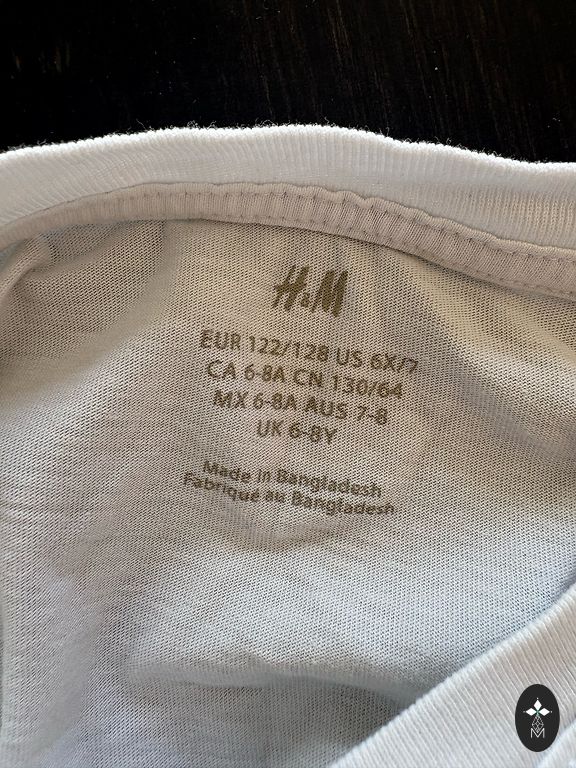 H&M
EUR 122/128 US 6X/7
CA 6-8A CN 130/64
MX 6-8A AUS 7-8
UK 6-8Y
Made in Bangladesh
Fabriqué au Bangladesh
M